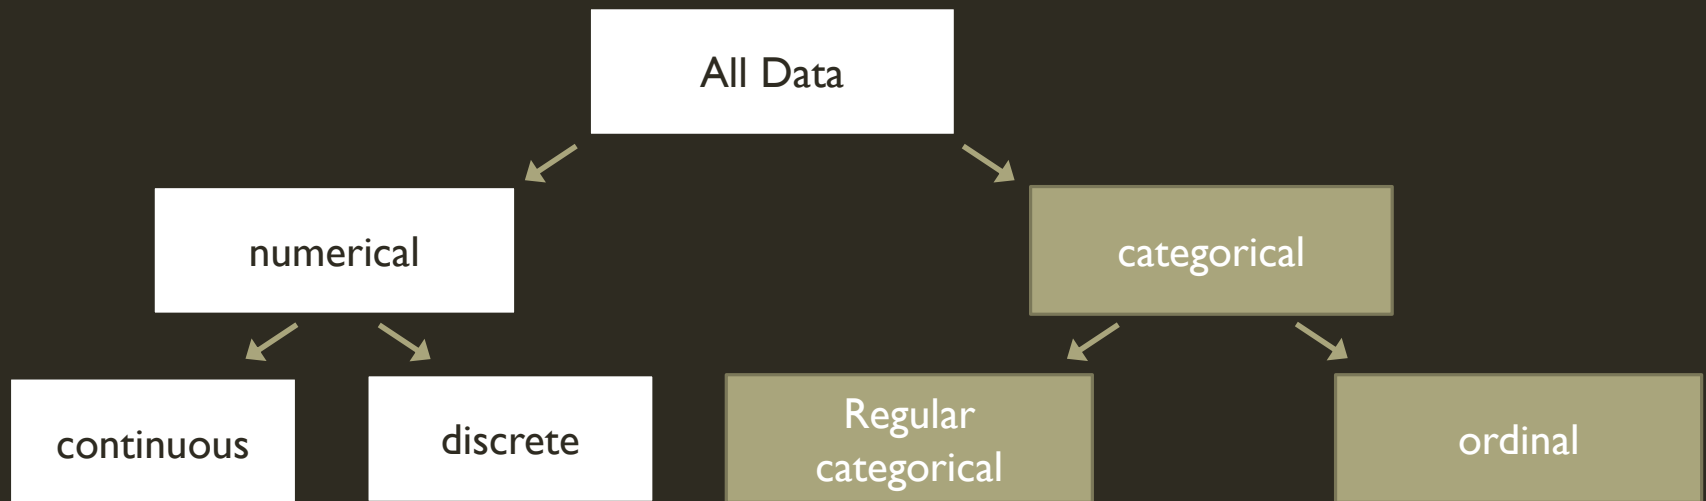 All Data
numerical
categorical
continuous
discrete
Regular
categorical
ordinal